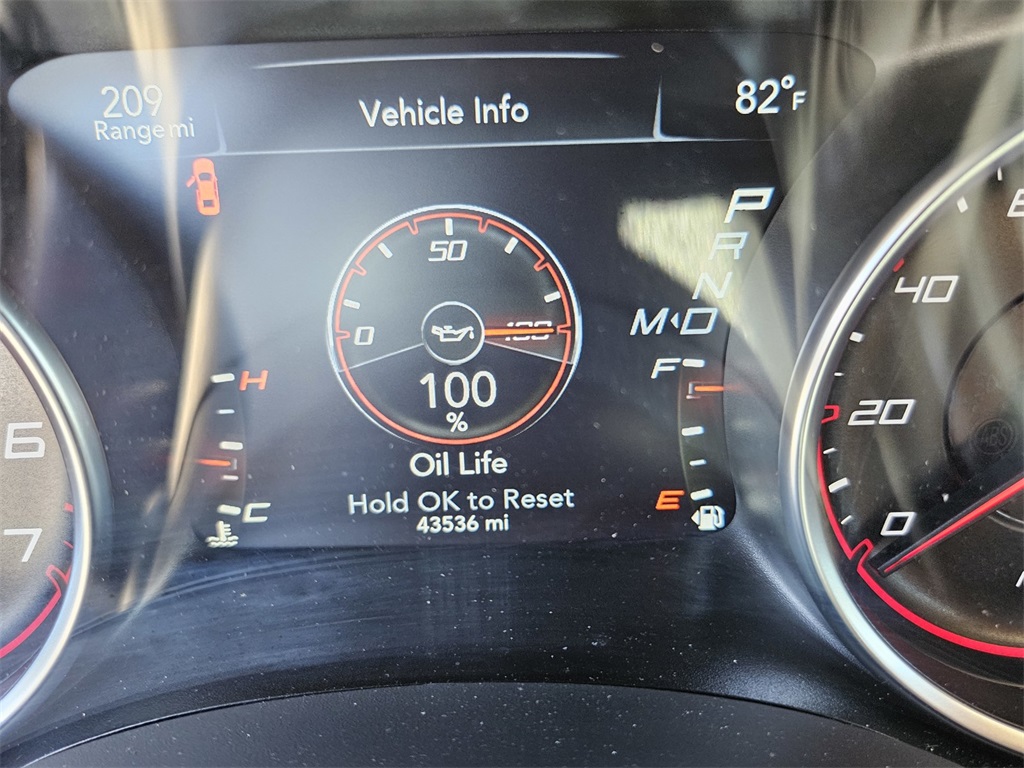 209
Range mi
Vehicle Info
82°F
P
R
N
M◂D
50
0
100
100
%
Oil Life
Hold OK to Reset
43536 mi
H
C
F
E
6
7
40
20
0